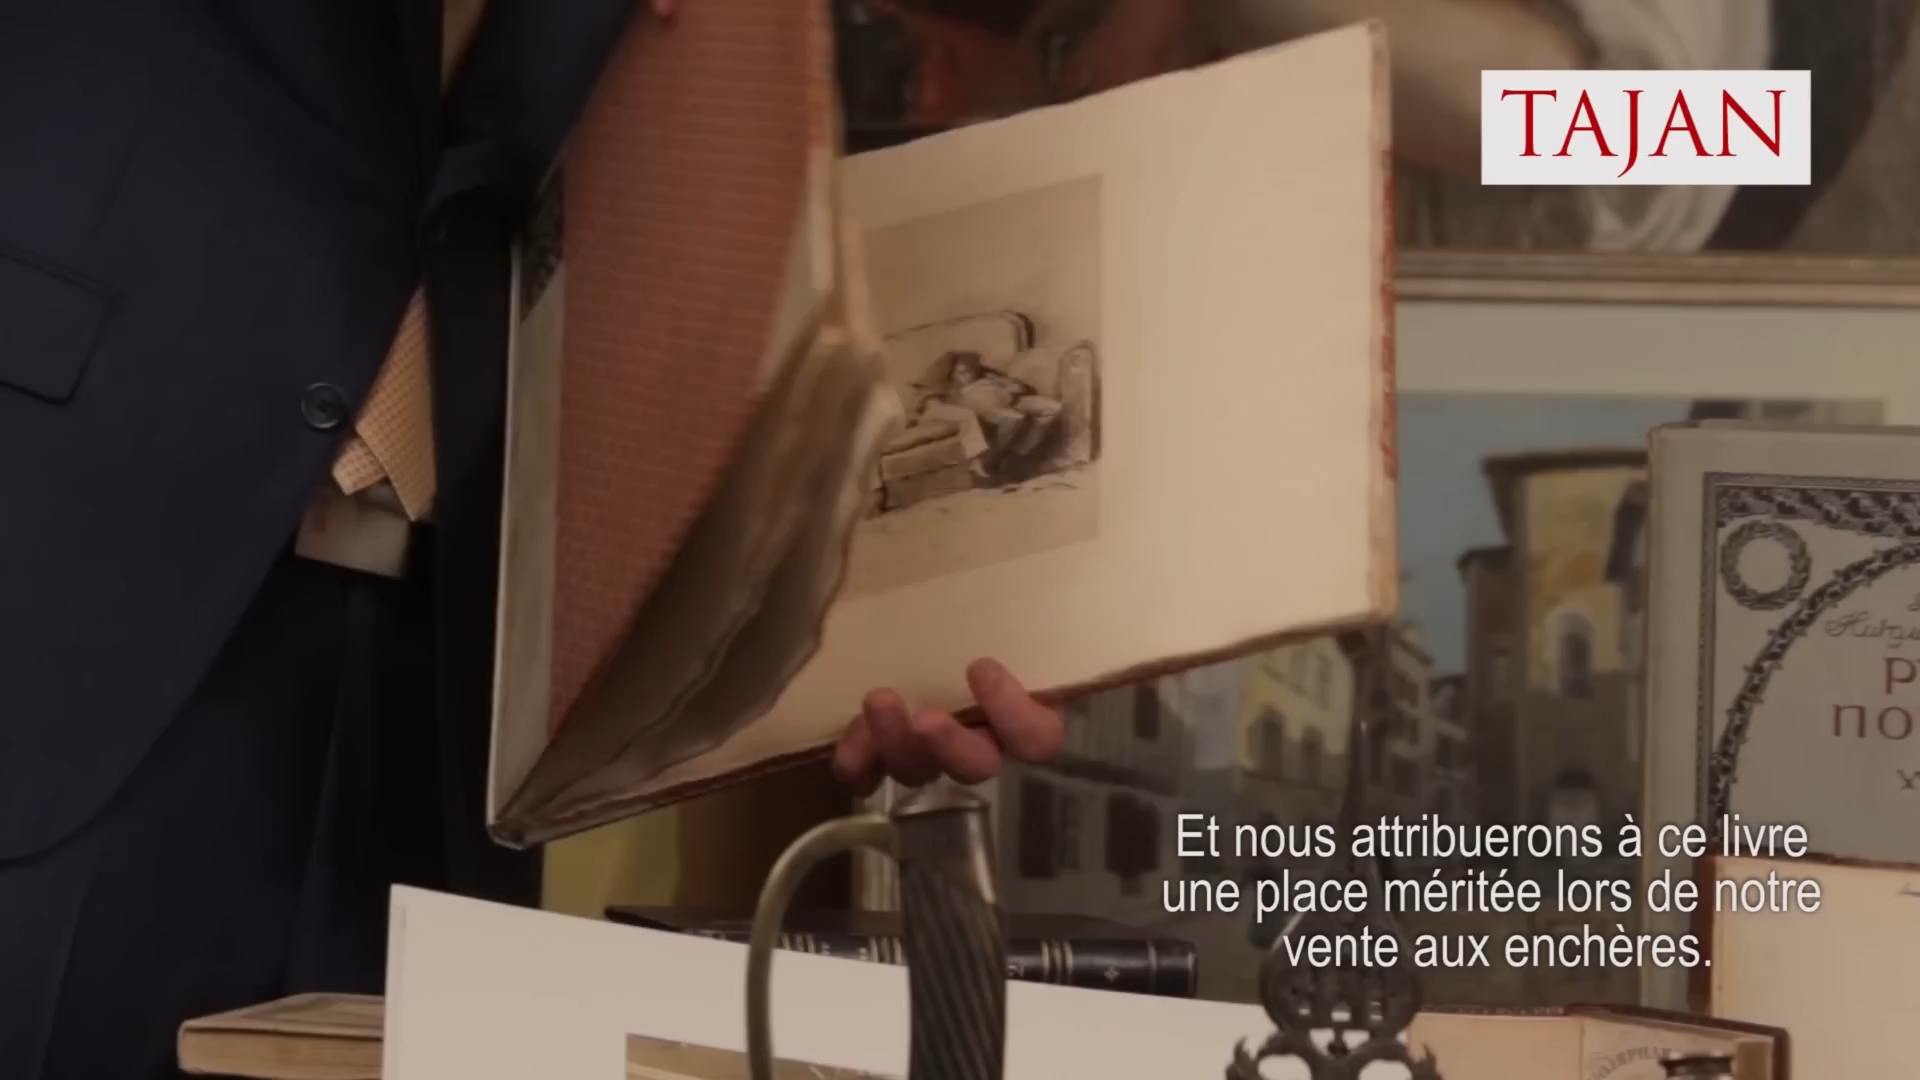 TAJAN
Et nous attribuerons à ce livre
une place méritée lors de notre
vente aux enchères.